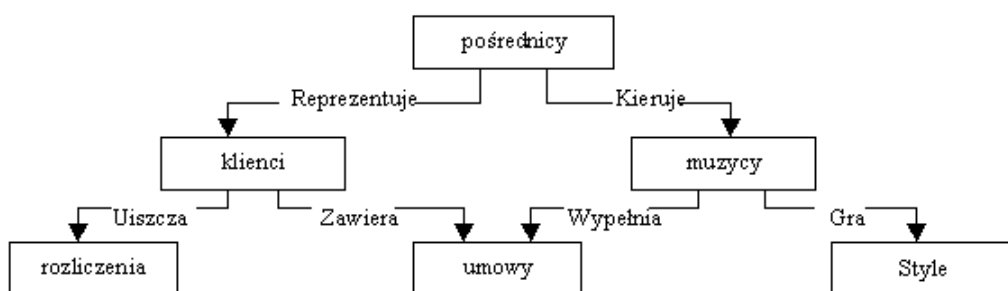 pośrednicy
Reprezentuje
Kieruje
klienci
muzycy
Uiszcza
Zawiera
Wypełnia
Gra
rozliczenia
umowy
Style